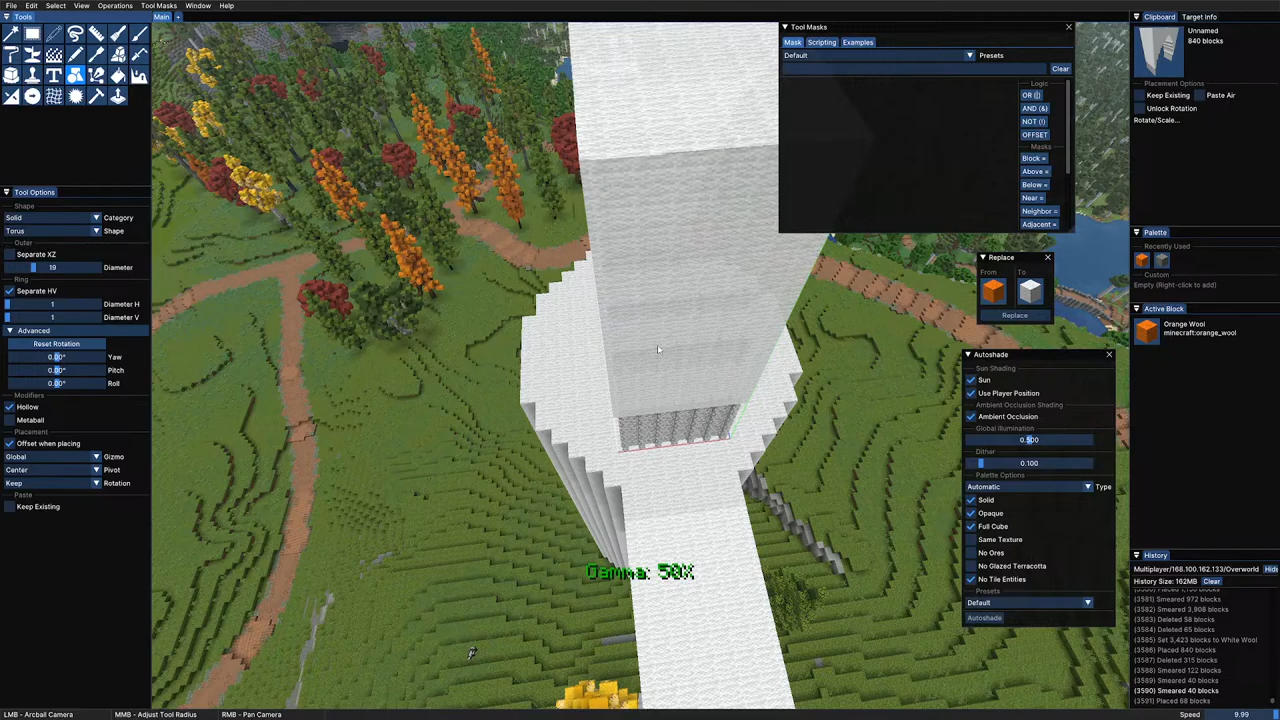 File Edit Select View Operations Tool Masks Window Help
Tools
Main +
Tool Options
Shape
Solid Category
Torus Shape
Outer
Separate XZ
19 Diameter
Ring
Separate HV
1 Diameter H
1 Diameter V
Advanced
Reset Rotation
0.00° Yaw
0.00° Pitch
0.00° Roll
Modifiers
Hollow
Metaball
Placement
Offset when placing
Global Gizmo
Center Pivot
Keep Rotation
Paste
Keep Existing
Gamma: 50%
Tool Masks
Mask Scripting Examples
Default Presets
Clear
Logic
OR (|)
AND (&)
NOT (!)
OFFSET
Masks
Block =
Above =
Below =
Near =
Neighbor =
Adjacent =
Replace
From To
Replace
Autoshade
Sun Shading
Sun
Use Player Position
Ambient Occlusion Shading
Ambient Occlusion
Global Illumination
0.500
Dither
0.100
Palette Options
Automatic Type
Solid
Opaque
Full Cube
Same Texture
No Ores
No Glazed Terracotta
No Tile Entities
Presets
Default
Autoshade
Clipboard Target Info
Unnamed
840 blocks
Placement Options
Keep Existing Paste Air
Unlock Rotation
Rotate/Scale...
Palette
Recently Used
Custom
Empty (Right-click to add)
Active Block
Orange Wool
minecraft:orange_wool
History
Multiplayer/168.100.162.133/Overworld Hids
History Size: 162MB Clear
(3581) Smeared 972 blocks
(3582) Smeared 3,908 blocks
(3583) Deleted 58 blocks
(3584) Deleted 65 blocks
(3585) Set 3,423 blocks to White Wool
(3586) Placed 840 blocks
(3587) Deleted 315 blocks
(3588) Smeared 122 blocks
(3589) Smeared 40 blocks
(3590) Smeared 40 blocks
(3591) Placed 68 blocks
LMB - Arcball Camera MMB - Adjust Tool Radius RMB - Pan Camera
Speed 9.99